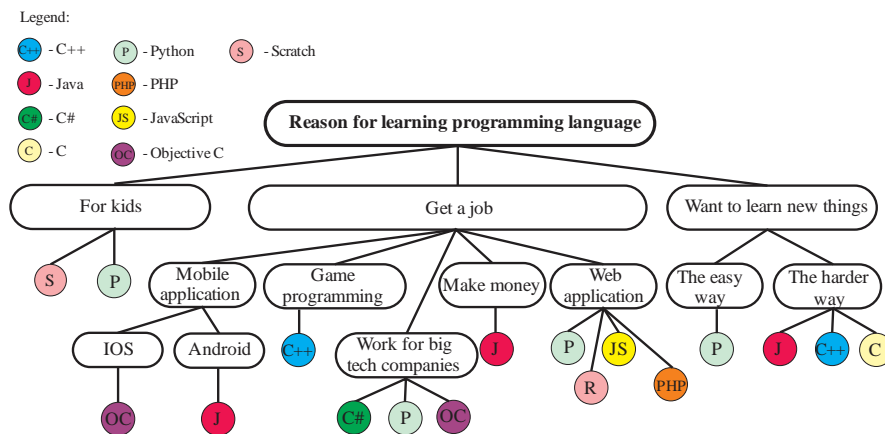 Legend:
C++ - C++ P - Python S - Scratch
J - Java PHP - PHP
C# - C# JS - JavaScript
C - C OC - Objective C
Reason for learning programming language
For kids Get a job Want to learn new things
S P
Mobile application
Game programming
Make money
Web application
The easy way
The harder way
IOS Android
C++
Work for big tech companies
J
P JS
R PHP
P
J C++ C
OC J
C# P OC